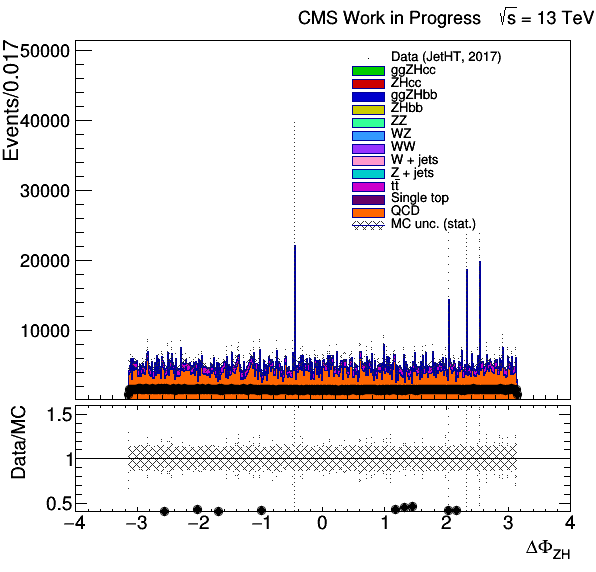 CMS Work in Progress √s = 13 TeV
Events/0.017
50000
40000
30000
20000
10000
Data (JetHT, 2017)
ggZHcc
ZHcc
ggZHbb
ZHbb
ZZ
WZ
WW
W + jets
Z + jets
tt̄
Single top
QCD
MC unc. (stat.)
Data/MC
1.5
1
0.5
−4 −3 −2 −1 0 1 2 3 4
ΔΦ_ZH